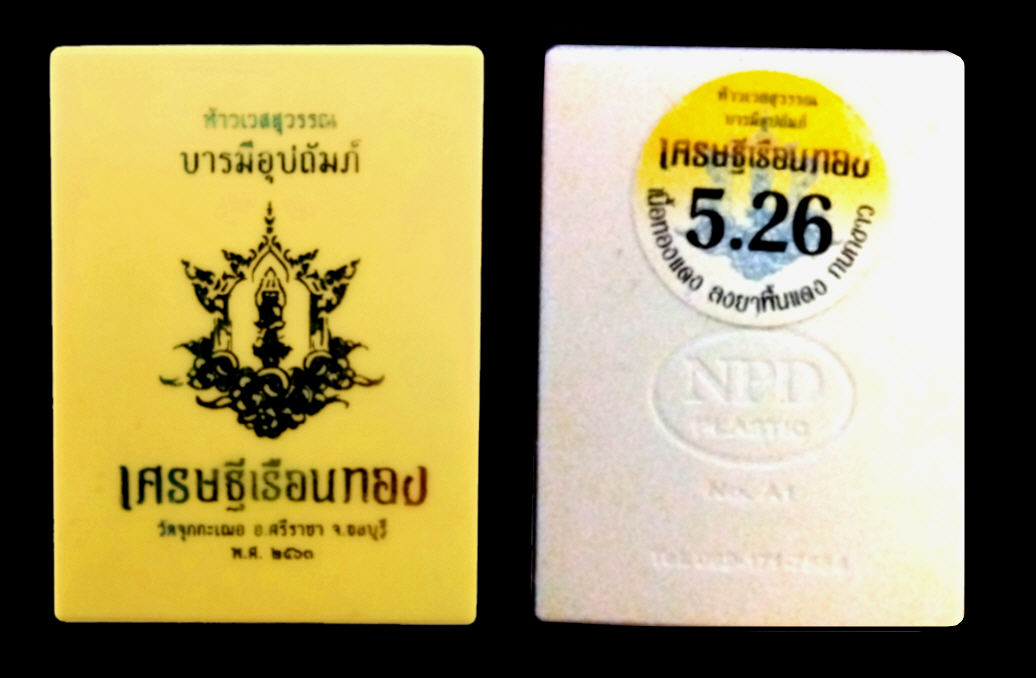 ท้าวเวสสุวรรณ
บารมีอุปถัมภ์
เศรษฐีเรือนทอง
วัดจุกกะเฌอ อ.ศรีราชา จ.ชลบุรี
พ.ศ. ๒๕๖๓
ท้าวเวสสุวรรณ
บารมีอุปถัมภ์
เศรษฐีเรือนทอง
5.26
เนื้อทองแดง ลงยาพื้นแดง กนกขาว
NPD
PLASTIC
No. A1